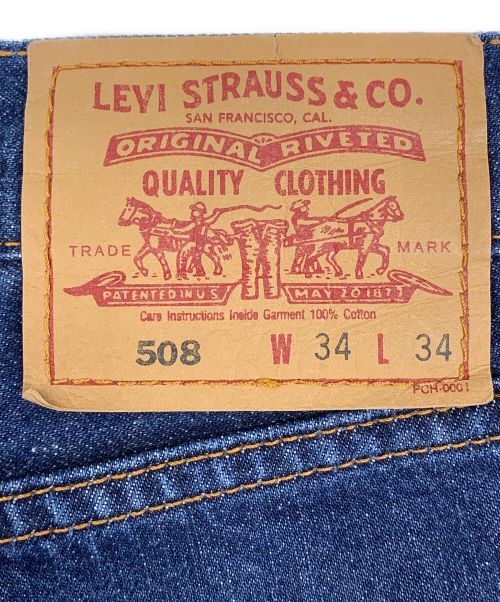 LEVI STRAUSS & CO.
SAN FRANCISCO, CAL.
ORIGINAL RIVETED
QUALITY CLOTHING
TRADE MARK
PATENTED IN U.S. MAY 20 1873
Care Instructions Inside Garment 100% Cotton
508 W 34 L 34
PCH-0001